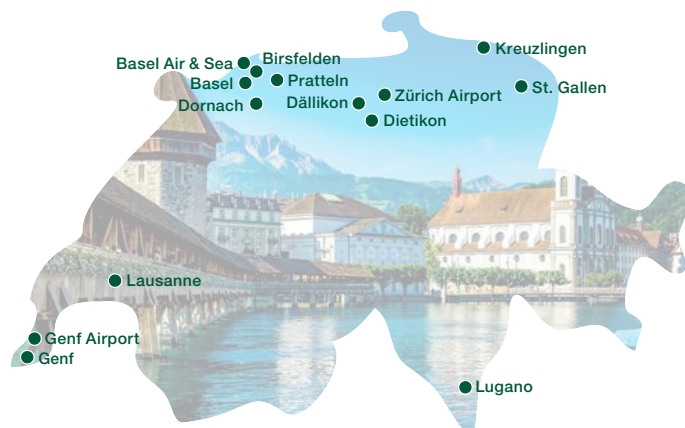 Kreuzlingen
Basel Air & Sea
Birsfelden
Basel
Pratteln
St. Gallen
Dornach
Dällikon
Zürich Airport
Dietikon
Lausanne
Genf Airport
Genf
Lugano